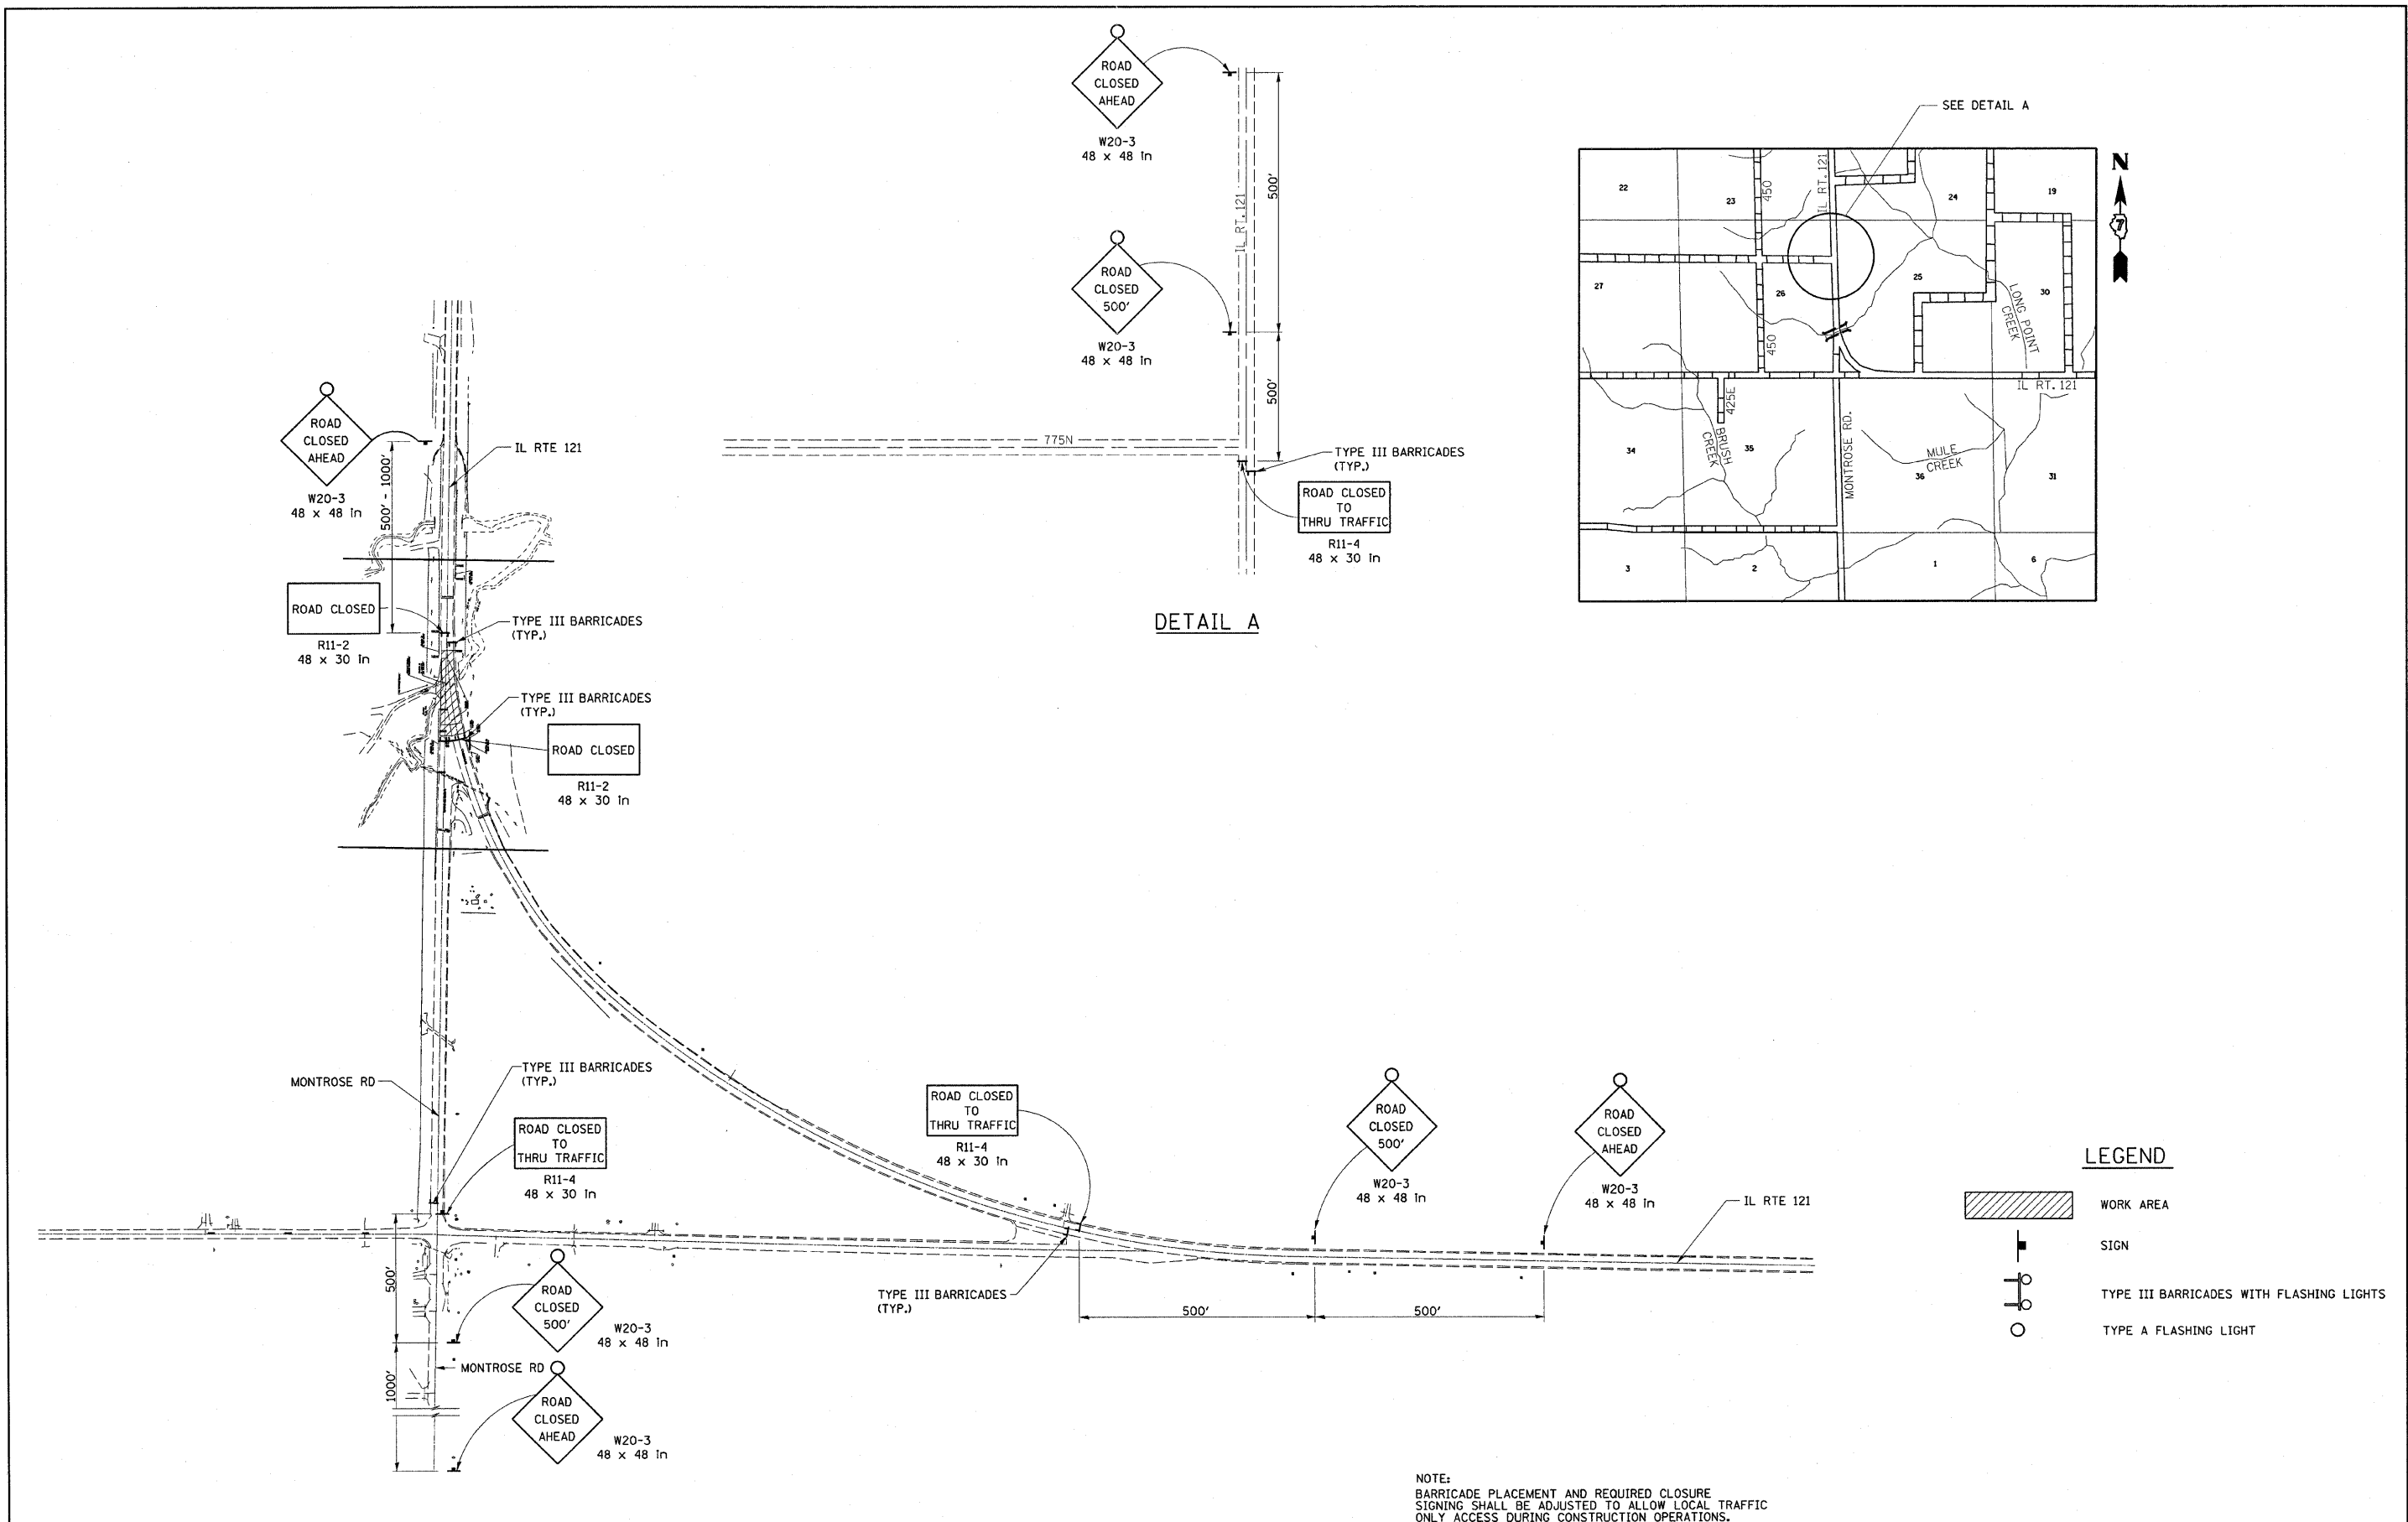 ROAD
CLOSED
AHEAD
W20-3
48 x 48 in
ROAD
CLOSED
500'
W20-3
48 x 48 in
IL RT. 121
500'
500'
775N
TYPE III BARRICADES
(TYP.)
ROAD CLOSED
TO
THRU TRAFFIC
R11-4
48 x 30 in
DETAIL A
SEE DETAIL A
N
7
22
23
450
IL RT. 121
24
19
27
26
25
30
LONG POINT
CREEK
450
IL RT. 121
425E
BRUSH
CREEK
34
35
MONTROSE RD.
MULE
CREEK
36
31
3
2
1
6
ROAD
CLOSED
AHEAD
W20-3
48 x 48 in
500' - 1000'
IL RTE 121
ROAD CLOSED
R11-2
48 x 30 in
TYPE III BARRICADES
(TYP.)
TYPE III BARRICADES
(TYP.)
ROAD CLOSED
R11-2
48 x 30 in
MONTROSE RD
TYPE III BARRICADES
(TYP.)
ROAD CLOSED
TO
THRU TRAFFIC
R11-4
48 x 30 in
500'
ROAD
CLOSED
500'
W20-3
48 x 48 in
MONTROSE RD
1000'
ROAD
CLOSED
AHEAD
W20-3
48 x 48 in
ROAD CLOSED
TO
THRU TRAFFIC
R11-4
48 x 30 in
TYPE III BARRICADES
(TYP.)
500'
500'
ROAD
CLOSED
500'
W20-3
48 x 48 in
ROAD
CLOSED
AHEAD
W20-3
48 x 48 in
IL RTE 121
LEGEND
WORK AREA
SIGN
TYPE III BARRICADES WITH FLASHING LIGHTS
TYPE A FLASHING LIGHT
NOTE:
BARRICADE PLACEMENT AND REQUIRED CLOSURE
SIGNING SHALL BE ADJUSTED TO ALLOW LOCAL TRAFFIC
ONLY ACCESS DURING CONSTRUCTION OPERATIONS.